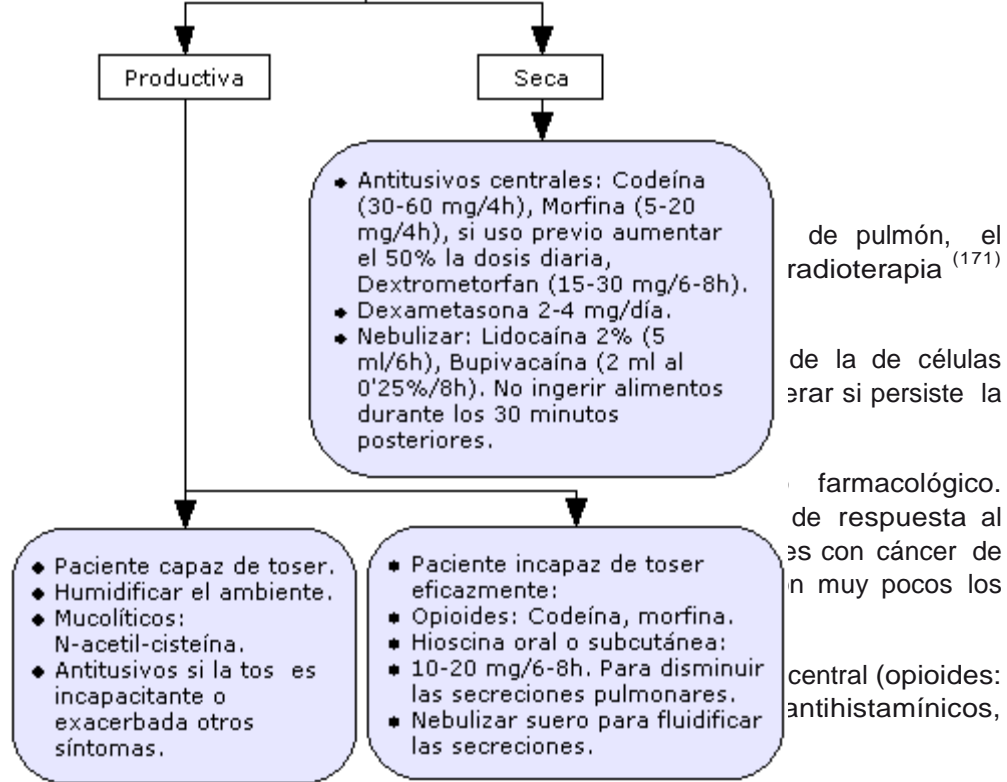 Productiva
Seca
Antitusivos centrales: Codeína
(30-60 mg/4h), Morfina (5-20
mg/4h), si uso previo aumentar
el 50% la dosis diaria,
Dextrometorfan (15-30 mg/6-8h).
Dexametasona 2-4 mg/día.
Nebulizar: Lidocaína 2% (5
ml/6h), Bupivacaína (2 ml al
0'25%/8h). No ingerir alimentos
durante los 30 minutos
posteriores.
de pulmón, el
radioterapia (171)
de la de células
si persiste la
farmacológico.
de respuesta al
con cáncer de
muy pocos los
central (opioides:
antihistamínicos,
Paciente capaz de toser.
Humidificar el ambiente.
Mucolíticos:
N-acetil-cisteína.
Antitusivos si la tos es
incapacitante o
exacerbada otros
síntomas.
Paciente incapaz de toser
eficazmente:
Opioides: Codeína, morfina.
Hioscina oral o subcutánea:
10-20 mg/6-8h. Para disminuir
las secreciones pulmonares.
Nebulizar suero para fluidificar
las secreciones.